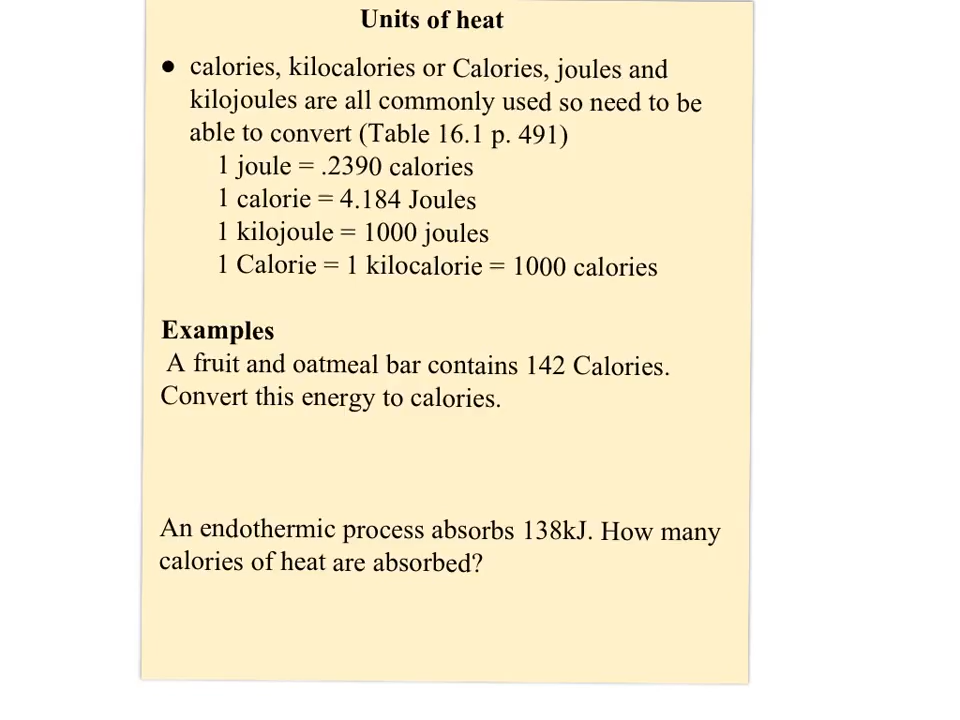 Units of heat
● calories, kilocalories or Calories, joules and
kilojoules are all commonly used so need to be
able to convert (Table 16.1 p. 491)
1 joule = .2390 calories
1 calorie = 4.184 Joules
1 kilojoule = 1000 joules
1 Calorie = 1 kilocalorie = 1000 calories
Examples
A fruit and oatmeal bar contains 142 Calories.
Convert this energy to calories.
An endothermic process absorbs 138kJ. How many
calories of heat are absorbed?